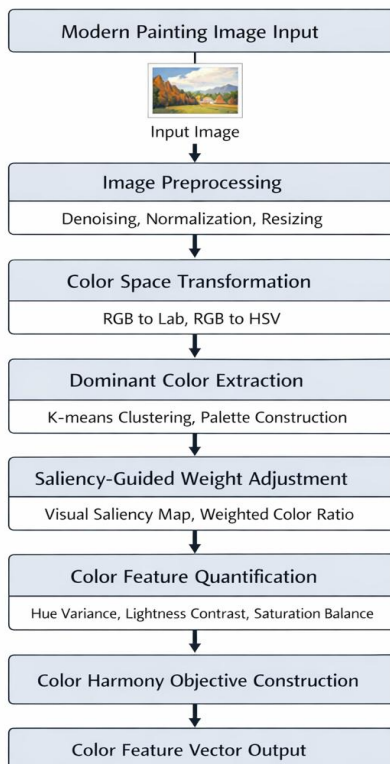 Modern Painting Image Input
Input Image
Image Preprocessing
Denoising, Normalization, Resizing
Color Space Transformation
RGB to Lab, RGB to HSV
Dominant Color Extraction
K-means Clustering, Palette Construction
Saliency-Guided Weight Adjustment
Visual Saliency Map, Weighted Color Ratio
Color Feature Quantification
Hue Variance, Lightness Contrast, Saturation Balance
Color Harmony Objective Construction
Color Feature Vector Output